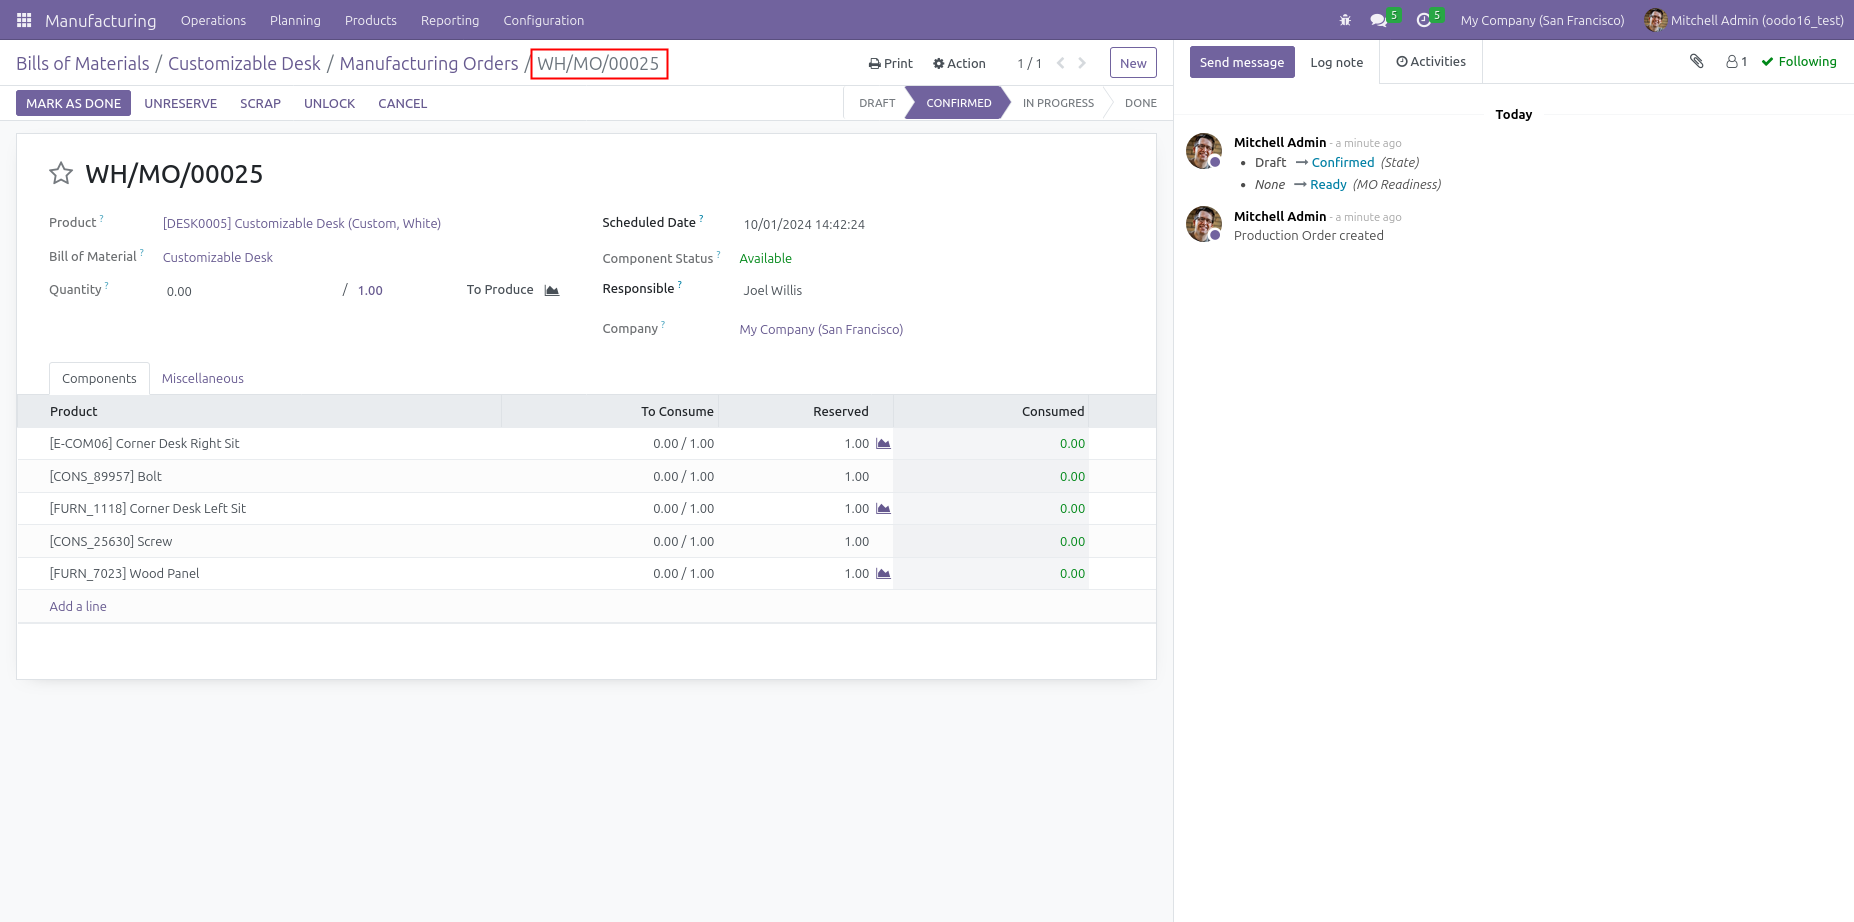 Manufacturing Operations Planning Products Reporting Configuration 5 5 My Company (San Francisco) Mitchell Admin (oodo16_test)
Bills of Materials / Customizable Desk / Manufacturing Orders / WH/MO/00025 Print Action 1 / 1 New
MARK AS DONE UNRESERVE SCRAP UNLOCK CANCEL DRAFT CONFIRMED IN PROGRESS DONE
WH/MO/00025
Product ? [DESK0005] Customizable Desk (Custom, White) Scheduled Date ? 10/01/2024 14:42:24
Bill of Material ? Customizable Desk Component Status ? Available
Quantity ? 0.00 / 1.00 To Produce Responsible ? Joel Willis
Company ? My Company (San Francisco)
Components Miscellaneous
Product To Consume Reserved Consumed
[E-COM06] Corner Desk Right Sit 0.00 / 1.00 1.00 0.00
[CONS_89957] Bolt 0.00 / 1.00 1.00 0.00
[FURN_1118] Corner Desk Left Sit 0.00 / 1.00 1.00 0.00
[CONS_25630] Screw 0.00 / 1.00 1.00 0.00
[FURN_7023] Wood Panel 0.00 / 1.00 1.00 0.00
Add a line
Send message Log note Activities 1 Following
Today
Mitchell Admin - a minute ago
• Draft → Confirmed (State)
• None → Ready (MO Readiness)
Mitchell Admin - a minute ago
Production Order created